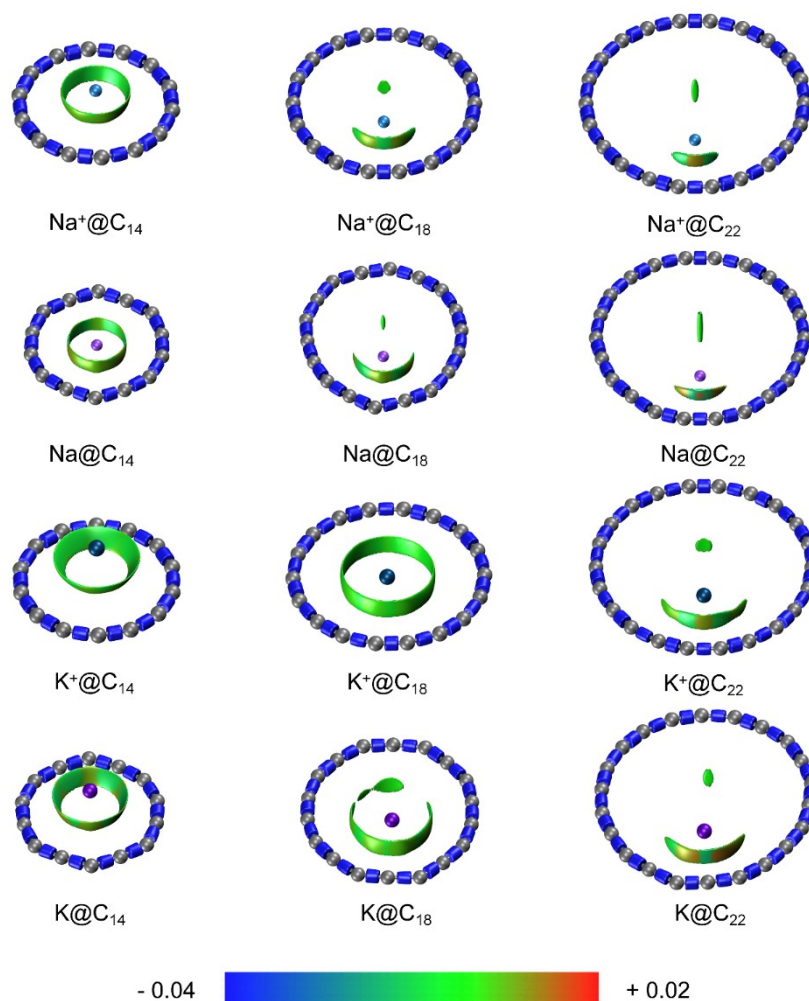 Na⁺@C₁₄ Na⁺@C₁₈ Na⁺@C₂₂
Na@C₁₄ Na@C₁₈ Na@C₂₂
K⁺@C₁₄ K⁺@C₁₈ K⁺@C₂₂
K@C₁₄ K@C₁₈ K@C₂₂
- 0.04 + 0.02